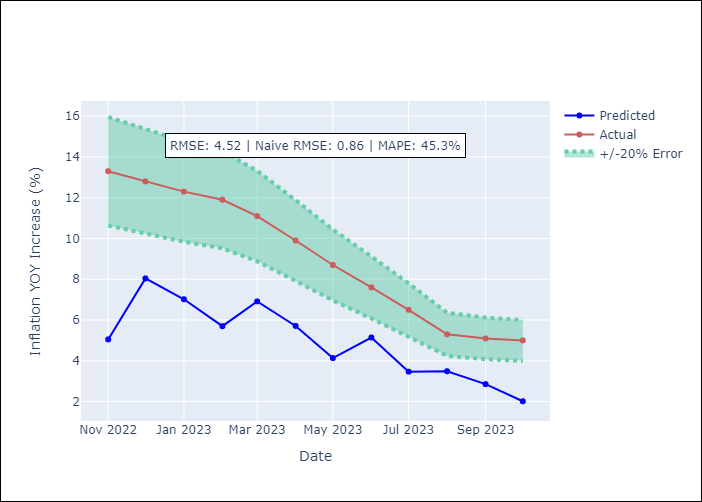 RMSE: 4.52 | Naive RMSE: 0.86 | MAPE: 45.3%
Predicted
Actual
+/-20% Error
Inflation YOY Increase (%)
16
14
12
10
8
6
4
2
Nov 2022 Jan 2023 Mar 2023 May 2023 Jul 2023 Sep 2023
Date